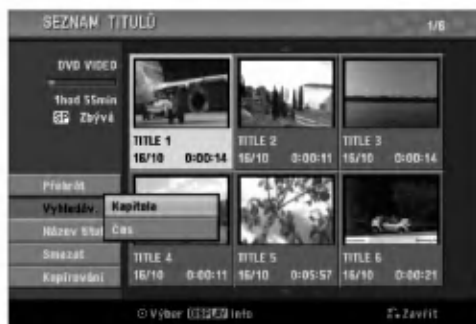 SEZNAM TITULŮ 1/6
DVD VIDEO
1hod 55min
SP Zbývá
TITLE 1
16/10 0:00:14
TITLE 2
16/10 0:00:11
TITLE 3
16/10 0:00:14
Přehrát
Vyhledáv.
Kapitola
Čas
Název titul
Smazat
Kopírování
TITLE 4
16/10 0:00:11
TITLE 5
16/10 0:05:57
TITLE 6
16/10 0:00:21
Výběr DISPLAY Info
Zavřít